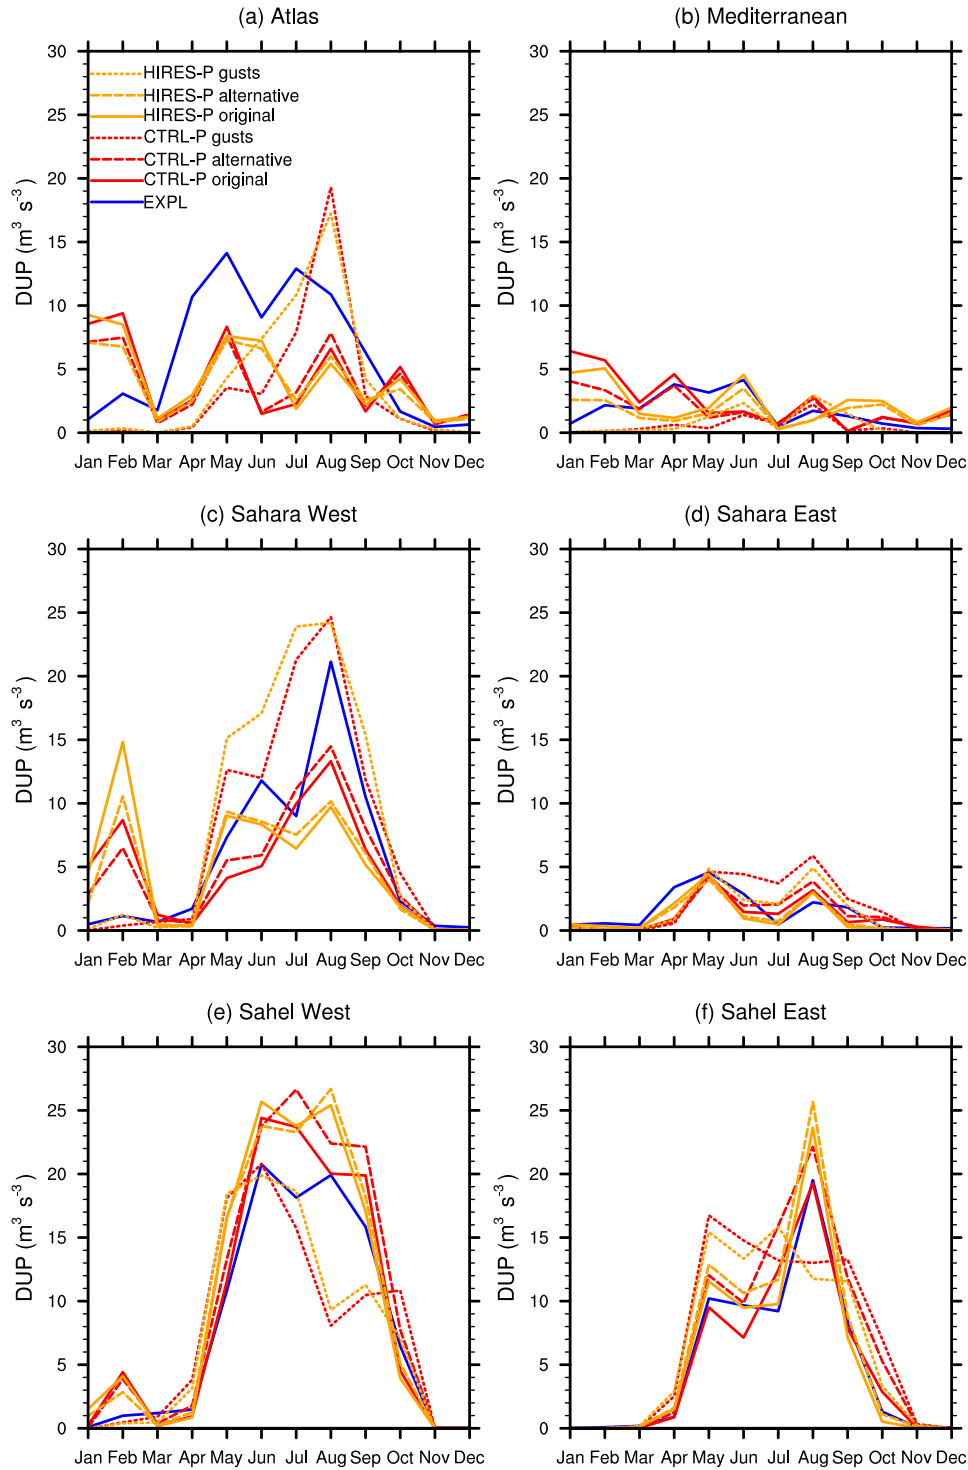 (a) Atlas
(b) Mediterranean
DUP (m³ s⁻³)
30
25
20
15
10
5
0
HIRES-P gusts
HIRES-P alternative
HIRES-P original
CTRL-P gusts
CTRL-P alternative
CTRL-P original
EXPL
Jan Feb Mar Apr May Jun Jul Aug Sep Oct Nov Dec
DUP (m³ s⁻³)
30
25
20
15
10
5
0
Jan Feb Mar Apr May Jun Jul Aug Sep Oct Nov Dec
(c) Sahara West
(d) Sahara East
DUP (m³ s⁻³)
30
25
20
15
10
5
0
Jan Feb Mar Apr May Jun Jul Aug Sep Oct Nov Dec
DUP (m³ s⁻³)
30
25
20
15
10
5
0
Jan Feb Mar Apr May Jun Jul Aug Sep Oct Nov Dec
(e) Sahel West
(f) Sahel East
DUP (m³ s⁻³)
30
25
20
15
10
5
0
Jan Feb Mar Apr May Jun Jul Aug Sep Oct Nov Dec
DUP (m³ s⁻³)
30
25
20
15
10
5
0
Jan Feb Mar Apr May Jun Jul Aug Sep Oct Nov Dec